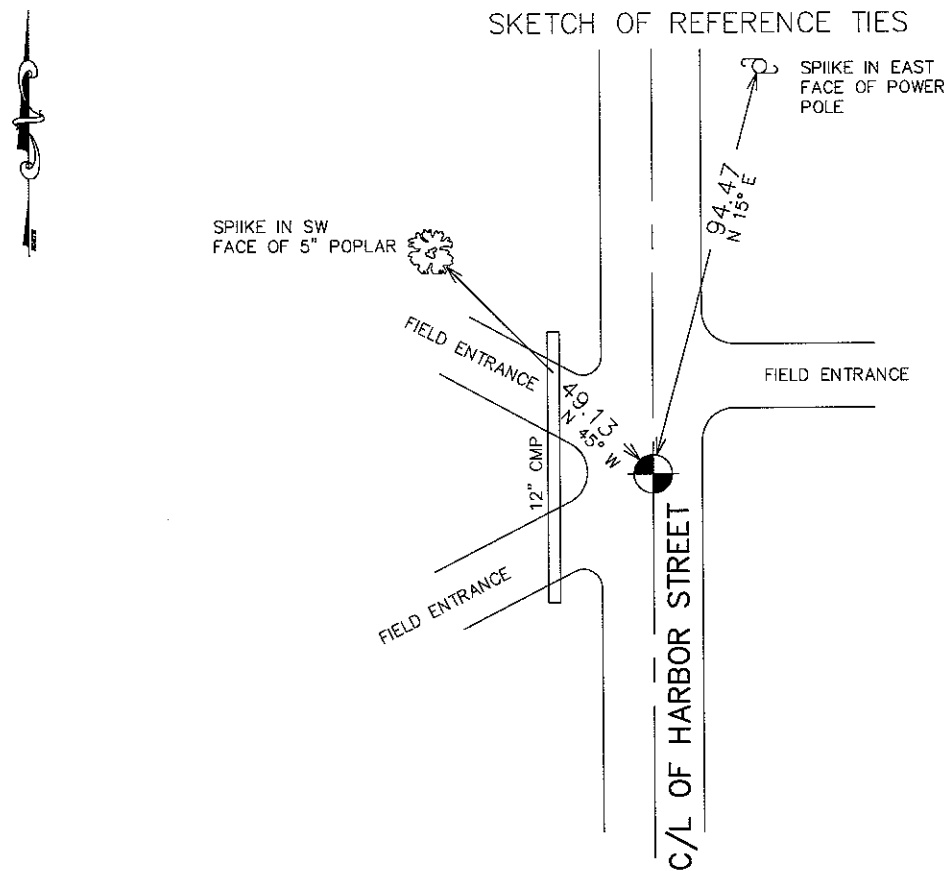 SKETCH OF REFERENCE TIES
SPIIKE IN EAST
FACE OF POWER
POLE
94.47
N 15° E
SPIIKE IN SW
FACE OF 5" POPLAR
FIELD ENTRANCE
FIELD ENTRANCE
49.13
N 45° W
12" CMP
FIELD ENTRANCE
C/L OF HARBOR STREET